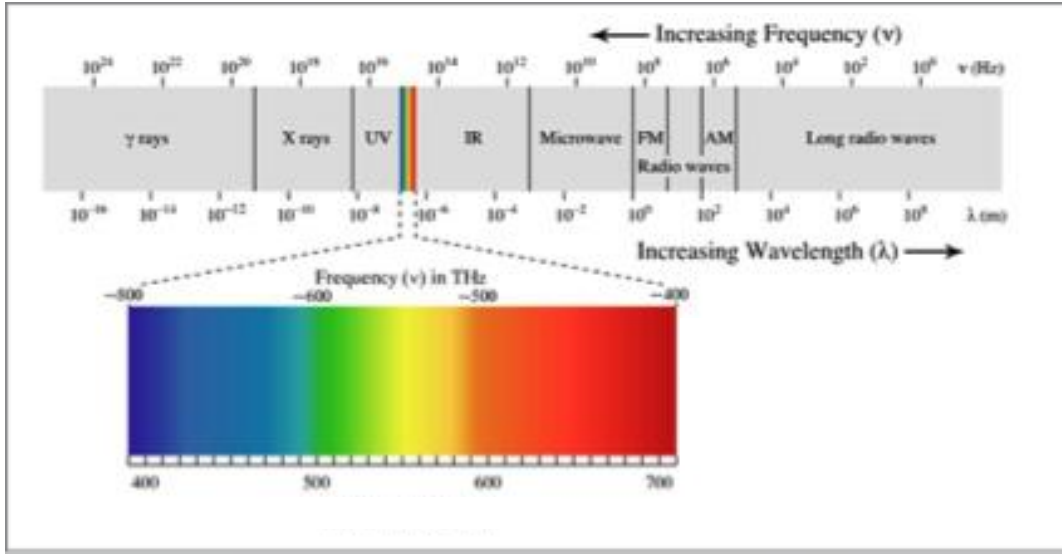 Increasing Frequency (ν)
10²⁴ 10²² 10²⁰ 10¹⁸ 10¹⁶ 10¹⁴ 10¹² 10¹⁰ 10⁸ 10⁶ 10⁴ 10² 10⁰ ν (Hz)
γ rays X rays UV IR Microwave FM AM Long radio waves
Radio waves
10⁻¹⁶ 10⁻¹⁴ 10⁻¹² 10⁻¹⁰ 10⁻⁸ 10⁻⁶ 10⁻⁴ 10⁻² 10⁰ 10² 10⁴ 10⁶ 10⁸ λ (m)
Increasing Wavelength (λ)
Frequency (ν) in THz
~800 ~600 ~500 ~400
400 500 600 700